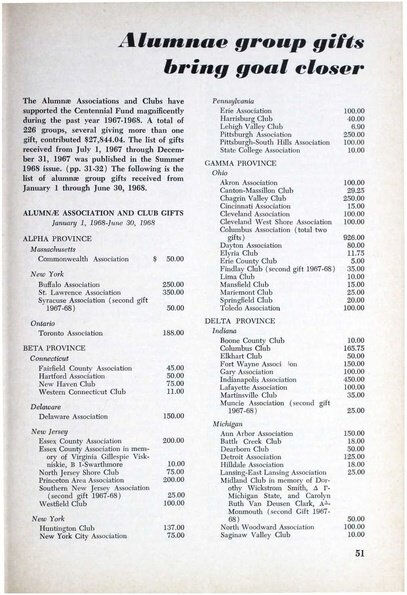 Alumnae group gifts
bring goal closer
The Alumnæ Associations and Clubs have
supported the Centennial Fund magnificently
during the past year 1967-1968. A total of
226 groups, several giving more than one
gift, contributed $27,844.04. The list of gifts
received from July 1, 1967 through Decem-
ber 31, 1967 was published in the Summer
1968 issue. (pp. 31-32) The following is the
list of alumnæ group gifts received from
January 1 through June 30, 1968.
ALUMNÆ ASSOCIATION AND CLUB GIFTS
January 1, 1968-June 30, 1968
ALPHA PROVINCE
Massachusetts
Commonwealth Association $ 50.00
New York
Buffalo Association 250.00
St. Lawrence Association 350.00
Syracuse Association (second gift
1967-68) 50.00
Ontario
Toronto Association 188.00
BETA PROVINCE
Connecticut
Fairfield County Association 45.00
Hartford Association 50.00
New Haven Club 75.00
Western Connecticut Club 11.00
Delaware
Delaware Association 150.00
New Jersey
Essex County Association 200.00
Essex County Association in mem-
ory of Virginia Gillespie Visk-
niskie, B I-Swarthmore 10.00
North Jersey Shore Club 75.00
Princeton Area Association 200.00
Southern New Jersey Association
(second gift 1967-68) 25.00
Westfield Club 100.00
New York
Huntington Club 137.00
New York City Association 75.00
Pennsylvania
Erie Association 100.00
Harrisburg Club 40.00
Lehigh Valley Club 6.90
Pittsburgh Association 250.00
Pittsburgh-South Hills Association 100.00
State College Association 10.00
GAMMA PROVINCE
Ohio
Akron Association 100.00
Canton-Massillon Club 29.25
Chagrin Valley Club 250.00
Cincinnati Association 15.00
Cleveland Association 100.00
Cleveland West Shore Association 100.00
Columbus Association (total two
gifts) 926.00
Dayton Association 80.00
Elyria Club 11.75
Erie County Club 5.00
Findlay Club (second gift 1967-68) 35.00
Lima Club 10.00
Mansfield Club 15.00
Mariemont Club 25.00
Springfield Club 20.00
Toledo Association 100.00
DELTA PROVINCE
Indiana
Boone County Club 10.00
Columbus Club 165.75
Elkhart Club 50.00
Fort Wayne Associ ion 150.00
Gary Association 100.00
Indianapolis Association 450.00
Lafayette Association 100.00
Martinsville Club 35.00
Muncie Association (second gift
1967-68) 25.00
Michigan
Ann Arbor Association 150.00
Battle Creek Club 18.00
Dearborn Club 50.00
Detroit Association 125.00
Hilldale Association 18.00
Lansing-East Lansing Association 25.00
Midland Club in memory of Dor-
othy Wickstrom Smith, Δ Γ-
Michigan State, and Carolyn
Ruth Van Deusen Clark, A^Δ-
Monmouth (second Gift 1967-
68) 50.00
North Woodward Association 100.00
Saginaw Valley Club 10.00
51